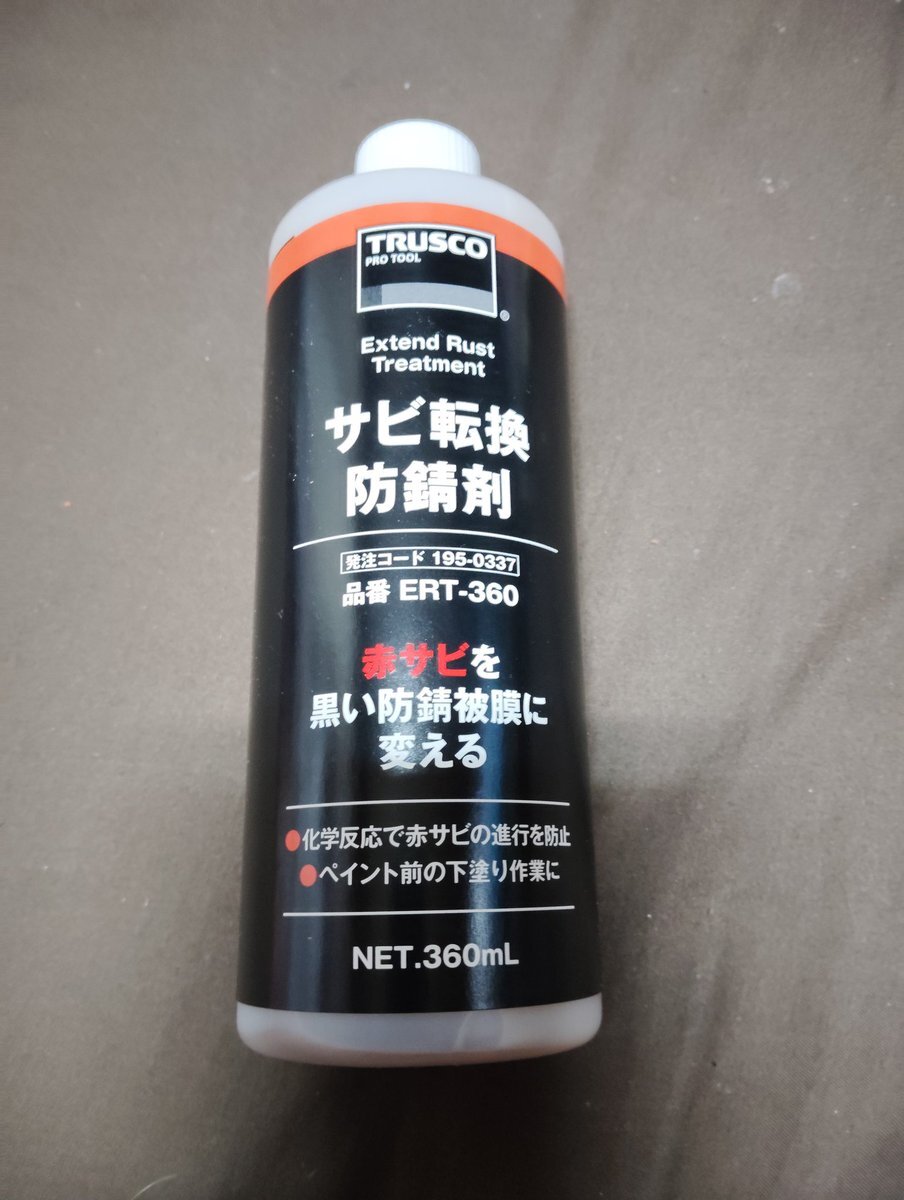 TRUSCO
PRO TOOL
®
Extend Rust
Treatment
サビ転換
防錆剤
発注コード 195-0337
品番 ERT-360
赤サビを
黒い防錆被膜に
変える
●化学反応で赤サビの進行を防止
●ペイント前の下塗り作業に
NET.360mL